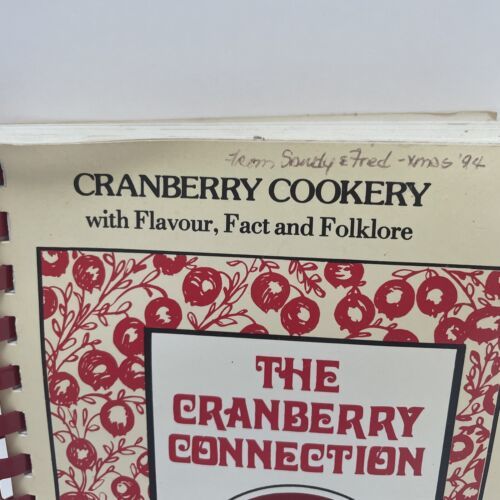 From Sandy & Fred - Xmas '94
CRANBERRY COOKERY
with Flavour, Fact and Folklore
THE
CRANBERRY
CONNECTION